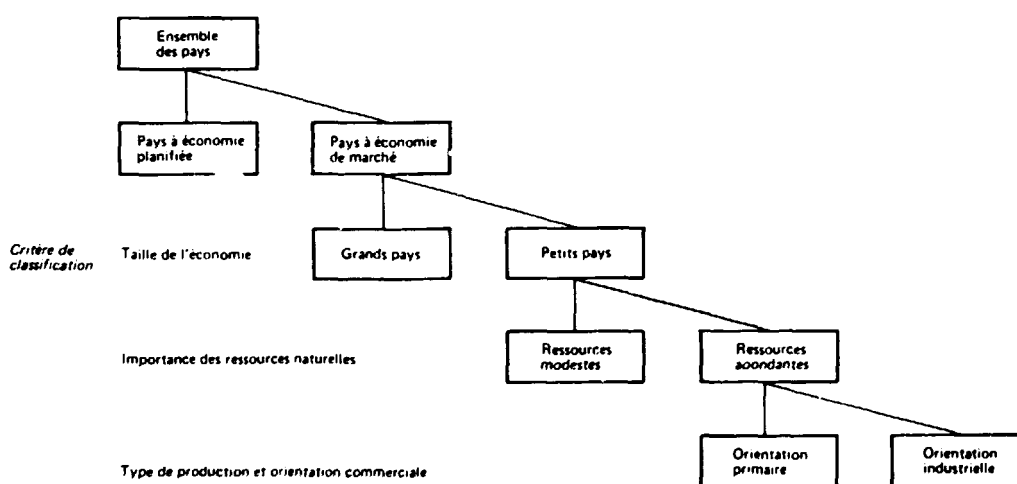 Ensemble
des pays
Pays à économie
planifiée
Pays à économie
de marché
Critère de
classification
Taille de l'économie
Grands pays
Petits pays
Importance des ressources naturelles
Ressources
modestes
Ressources
abondantes
Type de production et orientation commerciale
Orientation
primaire
Orientation
industrielle